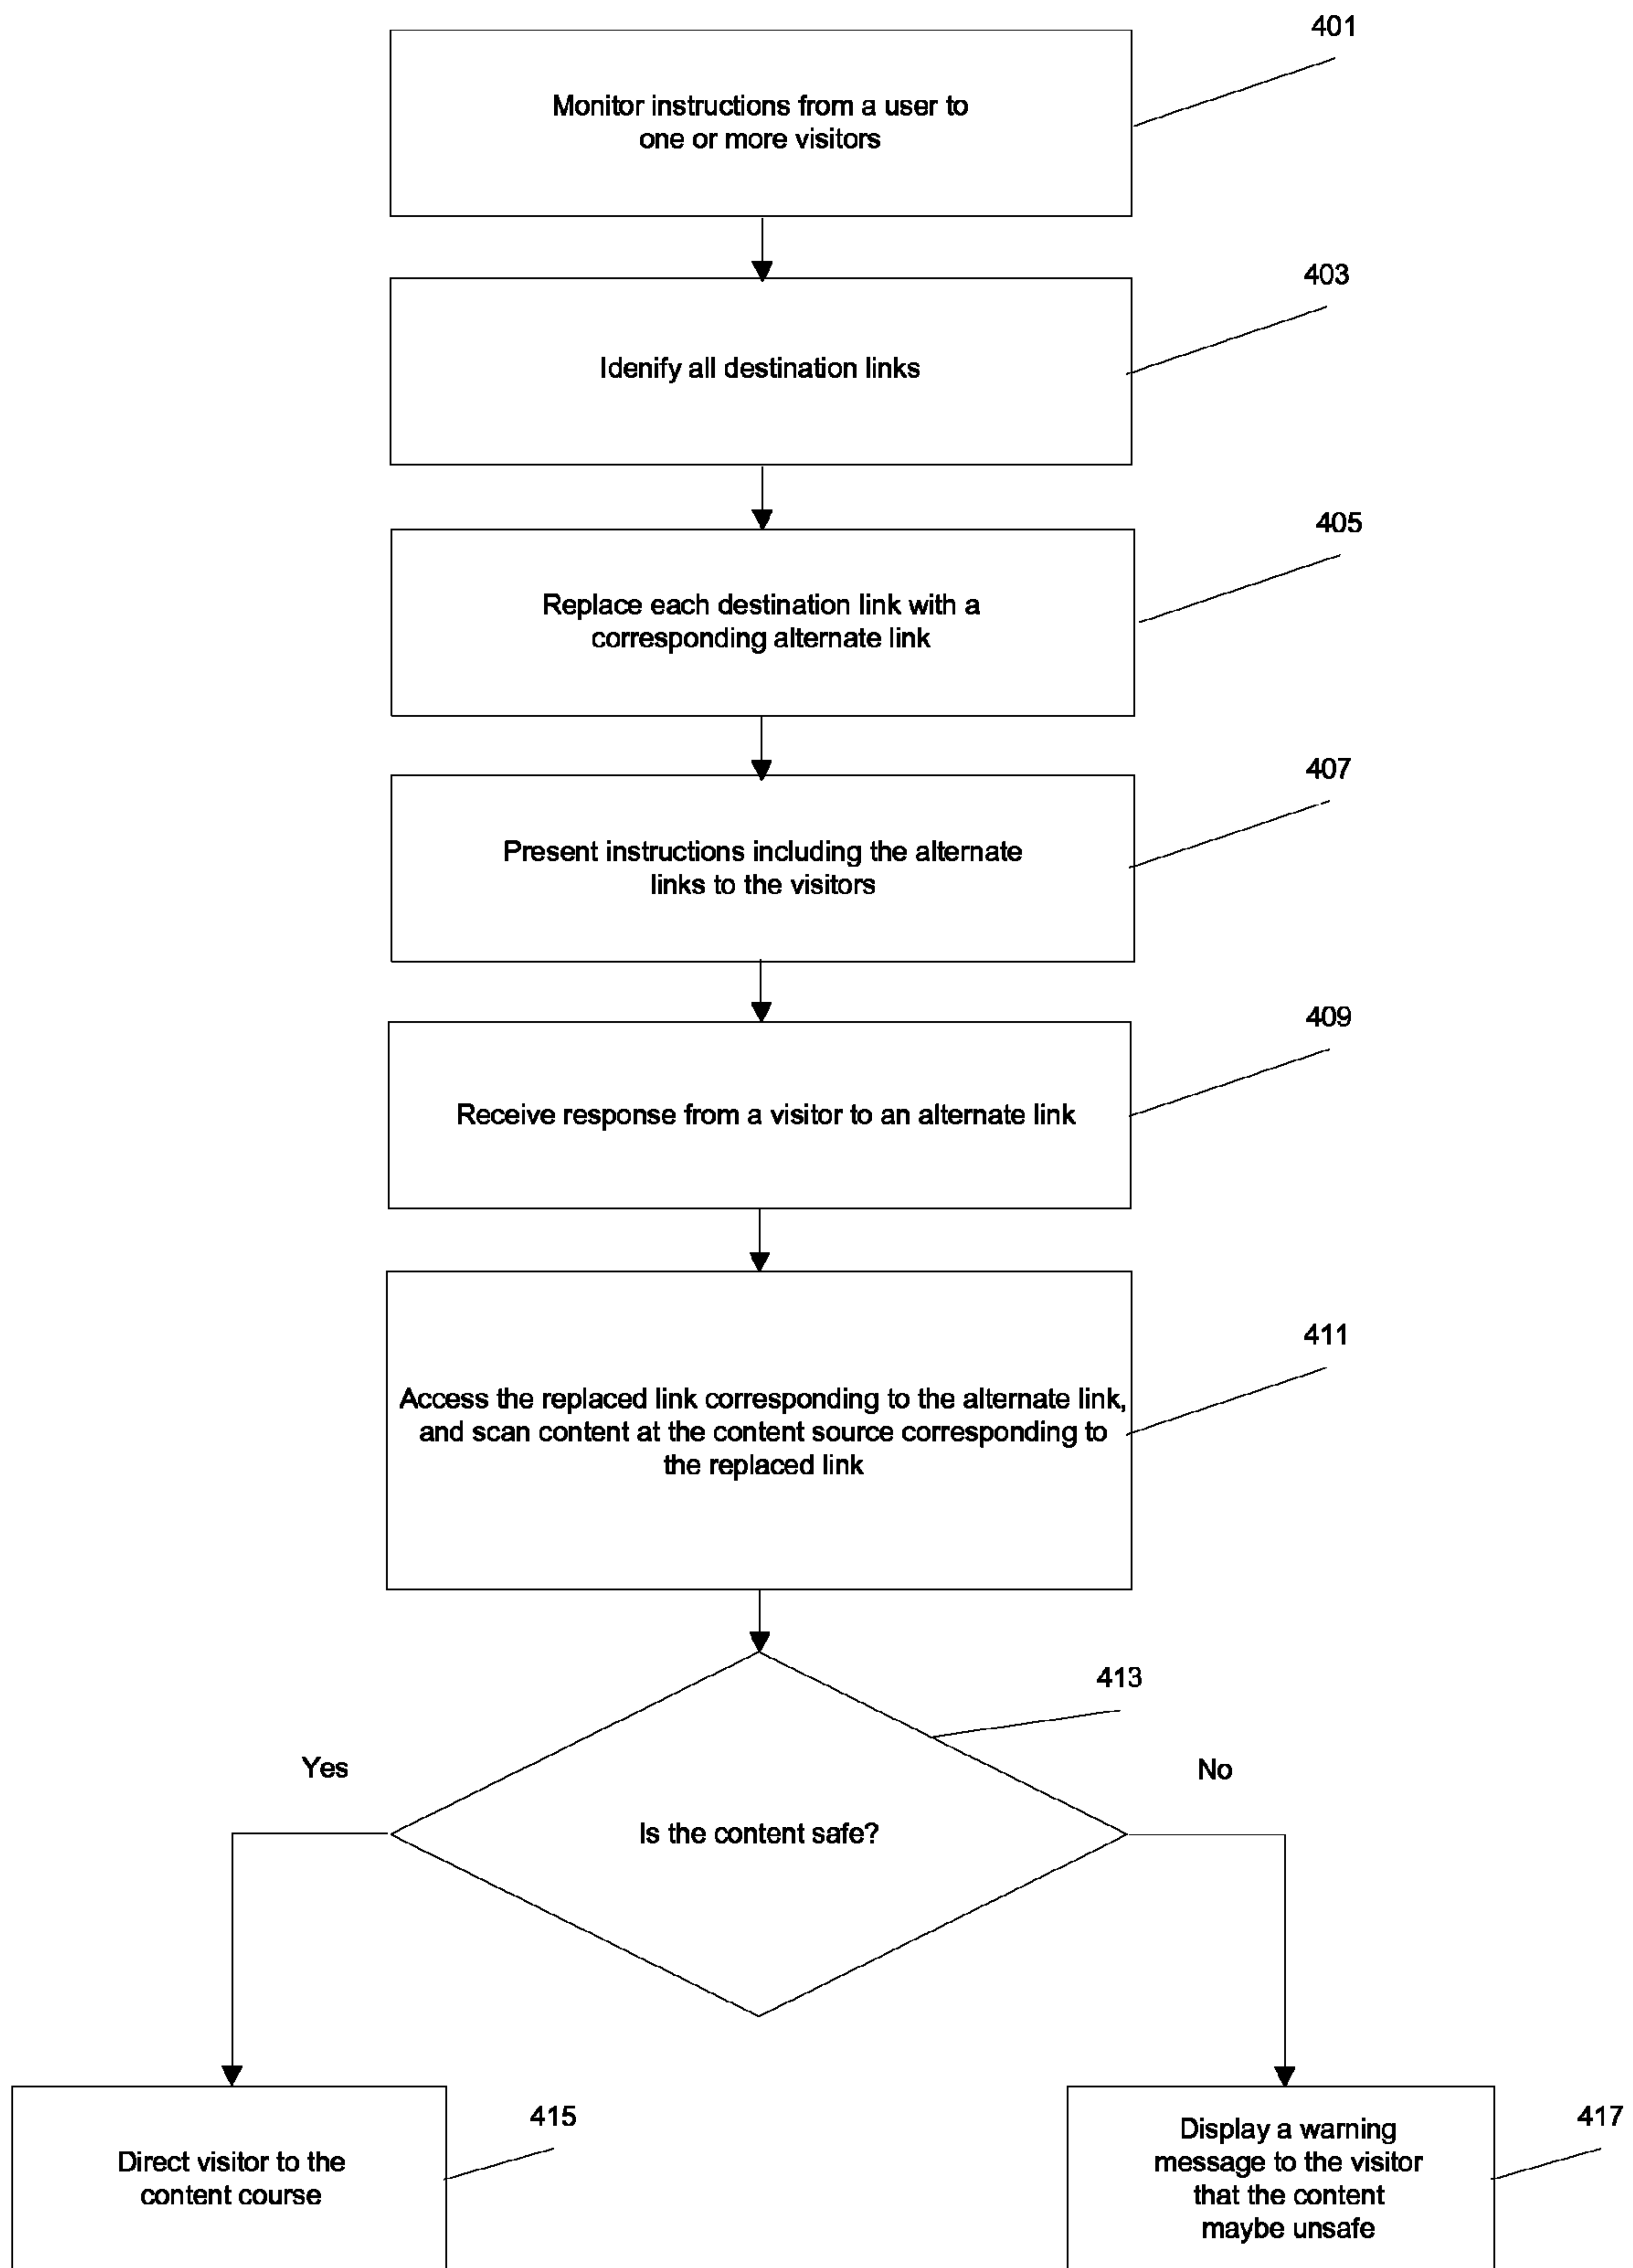 401
Monitor instructions from a user to
one or more visitors
403
Idenify all destination links
405
Replace each destination link with a
corresponding alternate link
407
Present instructions including the alternate
links to the visitors
409
Receive response from a visitor to an alternate link
411
Access the replaced link corresponding to the alternate link,
and scan content at the content source corresponding to
the replaced link
413
Yes
No
Is the content safe?
415
Direct visitor to the
content course
417
Display a warning
message to the visitor
that the content
maybe unsafe